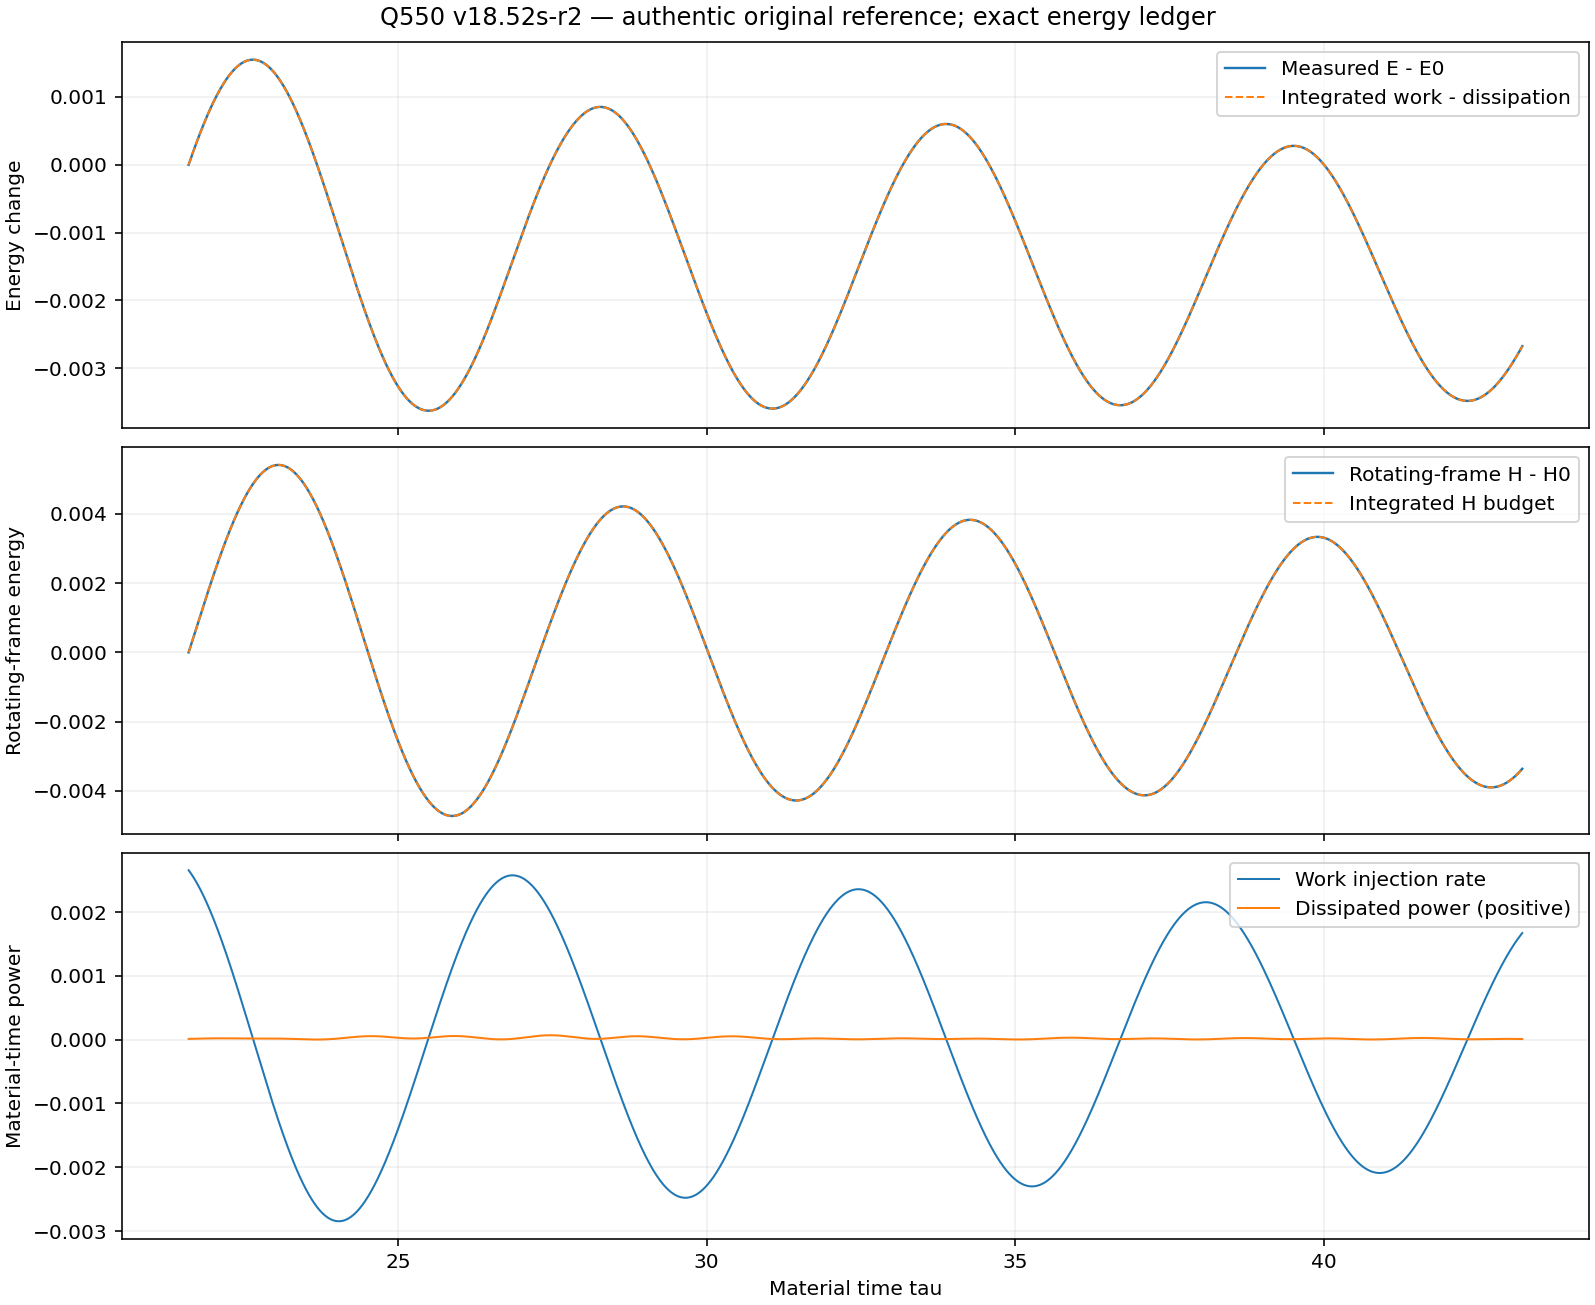 Q550 v18.52s-r2 — authentic original reference; exact energy ledger
Energy change
0.001
0.000
−0.001
−0.002
−0.003
Measured E - E0
Integrated work - dissipation
Rotating-frame energy
0.004
0.002
0.000
−0.002
−0.004
Rotating-frame H - H0
Integrated H budget
Material-time power
0.002
0.001
0.000
−0.001
−0.002
−0.003
Work injection rate
Dissipated power (positive)
25 30 35 40
Material time tau